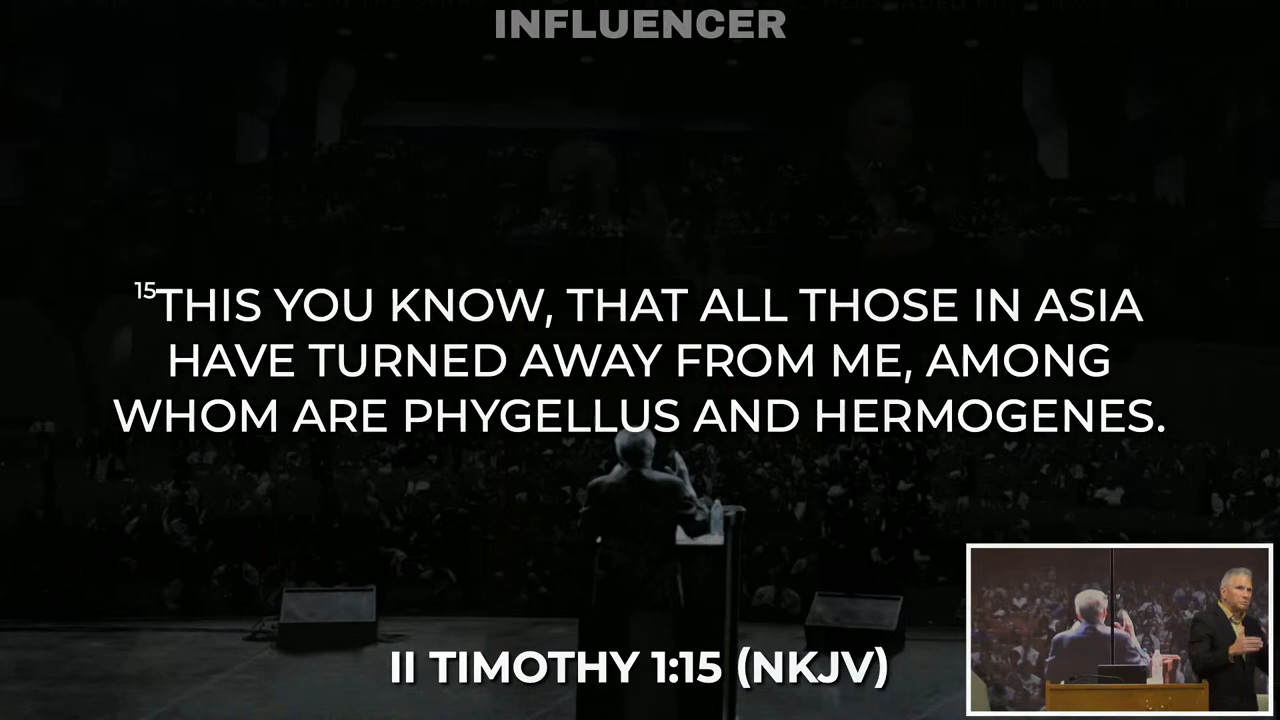 INFLUENCER
15THIS YOU KNOW, THAT ALL THOSE IN ASIA
HAVE TURNED AWAY FROM ME, AMONG
WHOM ARE PHYGELLUS AND HERMOGENES.
II TIMOTHY 1:15 (NKJV)